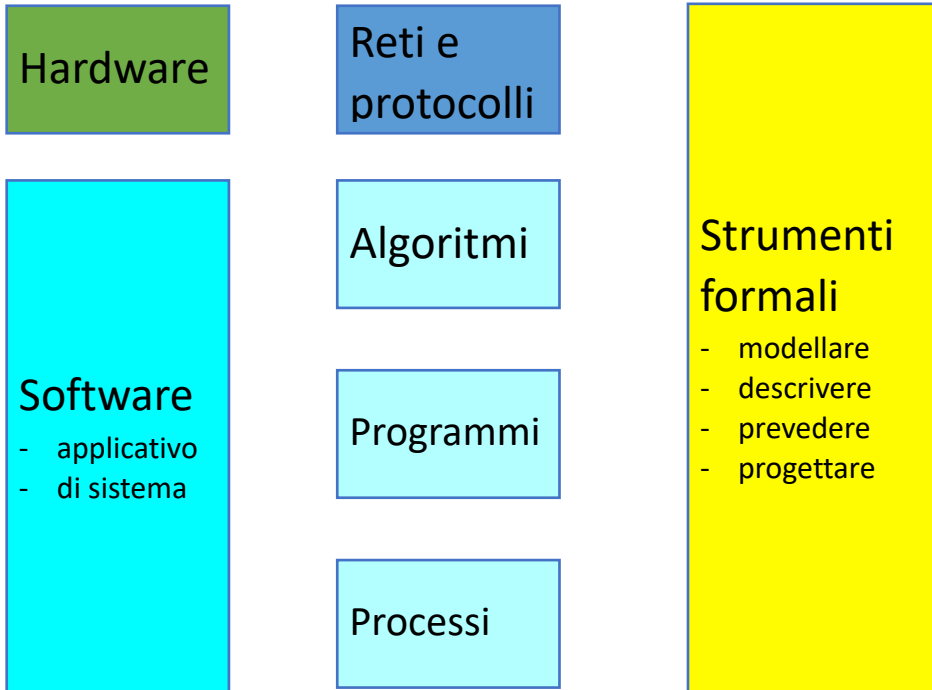 Hardware
Reti e
protocolli
Software
- applicativo
- di sistema
Algoritmi
Programmi
Processi
Strumenti
formali
- modellare
- descrivere
- prevedere
- progettare